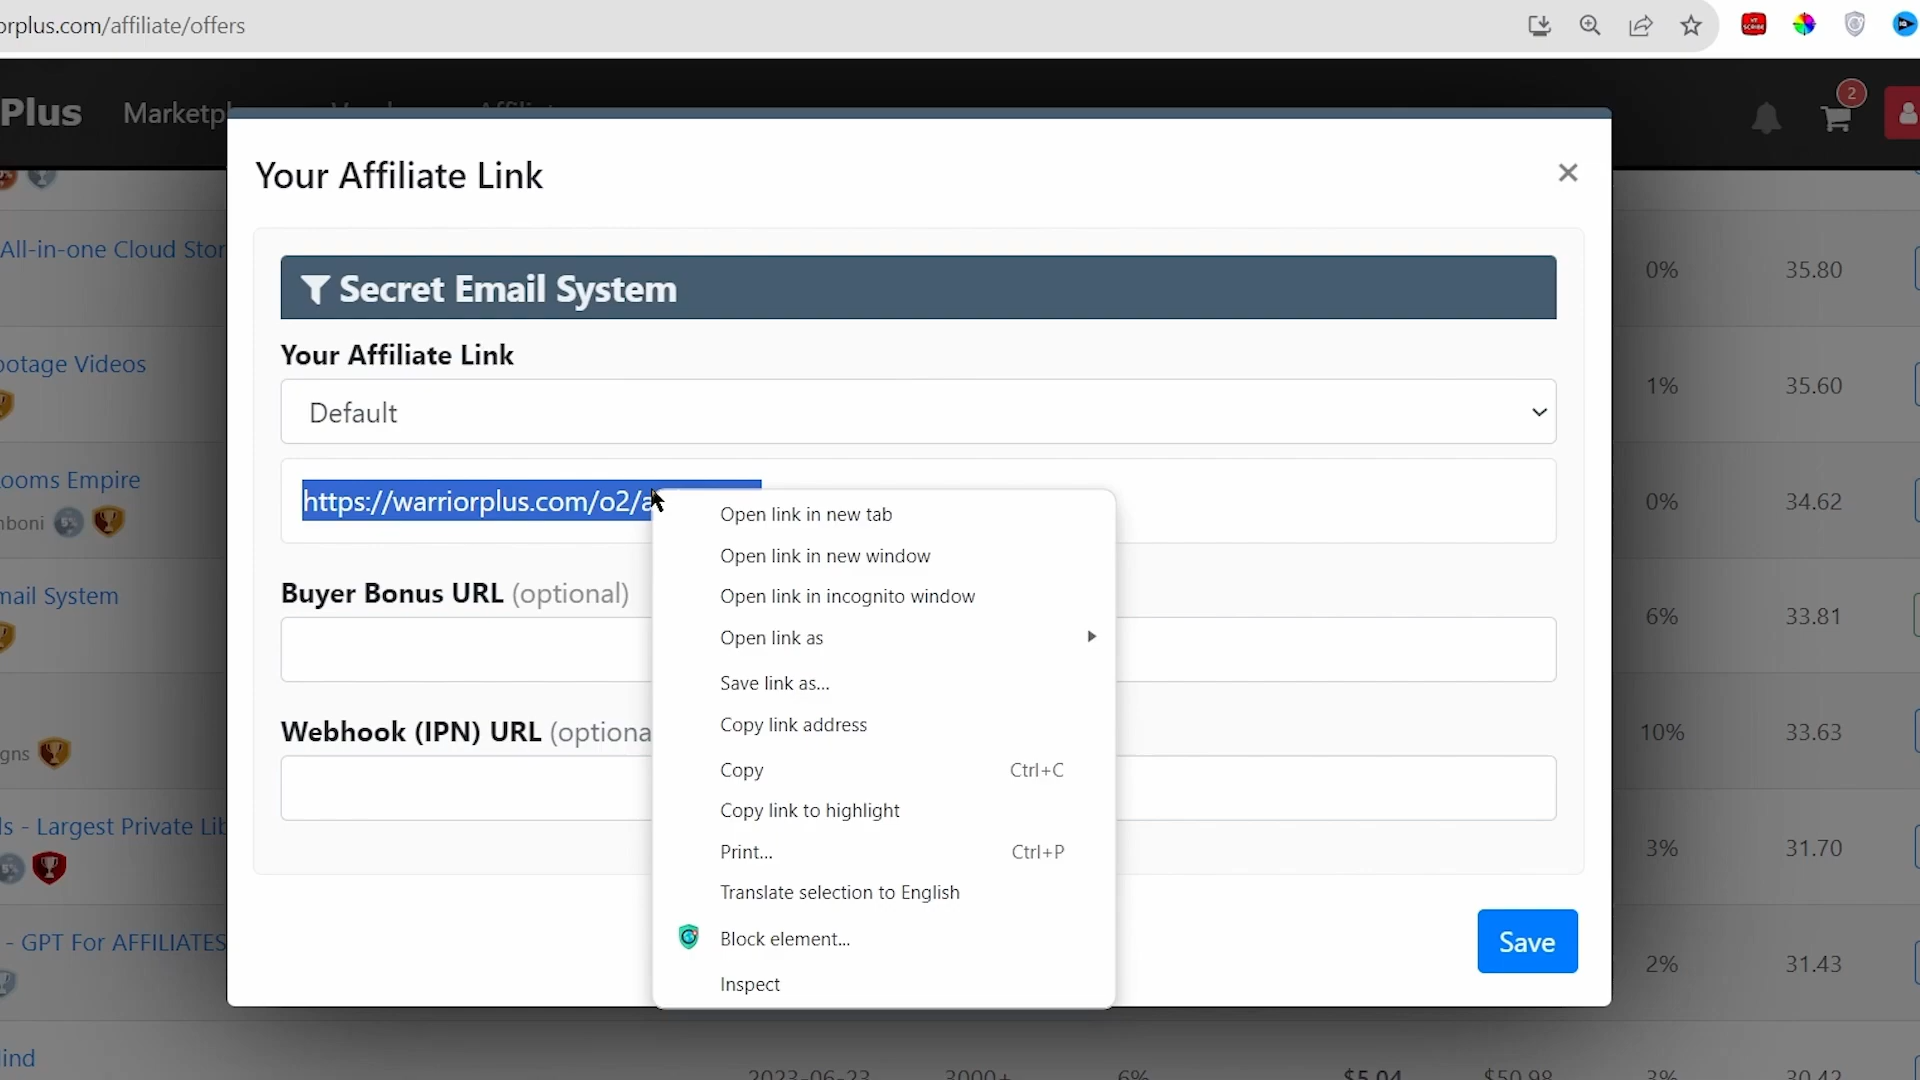 orplus.com/affiliate/offers
Plus Marketpl
2
Your Affiliate Link
×
Secret Email System
Your Affiliate Link
Default
https://warriorplus.com/o2/a
Buyer Bonus URL (optional)
Webhook (IPN) URL (optiona
Open link in new tab
Open link in new window
Open link in incognito window
Open link as
Save link as...
Copy link address
Copy Ctrl+C
Copy link to highlight
Print... Ctrl+P
Translate selection to English
Block element...
Inspect
Save
All-in-one Cloud Stor 0% 35.80
ootage Videos 1% 35.60
ooms Empire 0% 34.62
nboni 5%
mail System 6% 33.81
gns 10% 33.63
ls - Largest Private Lib 3% 31.70
5%
- GPT For AFFILIATES 2% 31.43
lind 2023-06-23 3000+ 6% $5.04 $50.98 3% 30.42